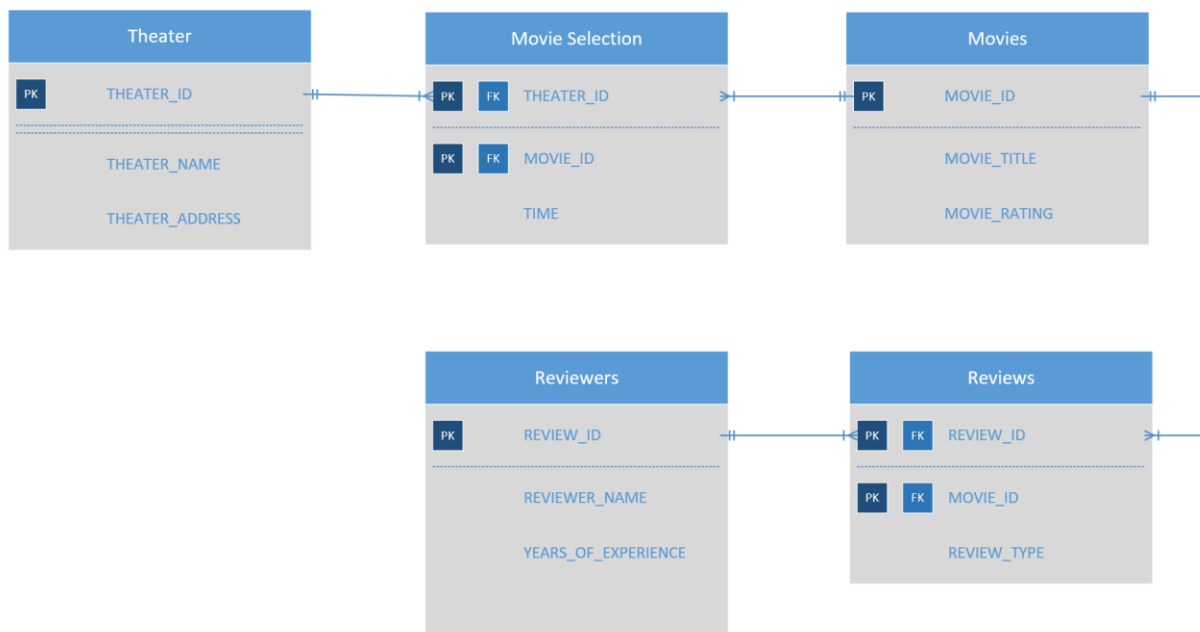 Theater
PK THEATER_ID
THEATER_NAME
THEATER_ADDRESS
Movie Selection
PK FK THEATER_ID
PK FK MOVIE_ID
TIME
Movies
PK MOVIE_ID
MOVIE_TITLE
MOVIE_RATING
Reviewers
PK REVIEW_ID
REVIEWER_NAME
YEARS_OF_EXPERIENCE
Reviews
PK FK REVIEW_ID
PK FK MOVIE_ID
REVIEW_TYPE